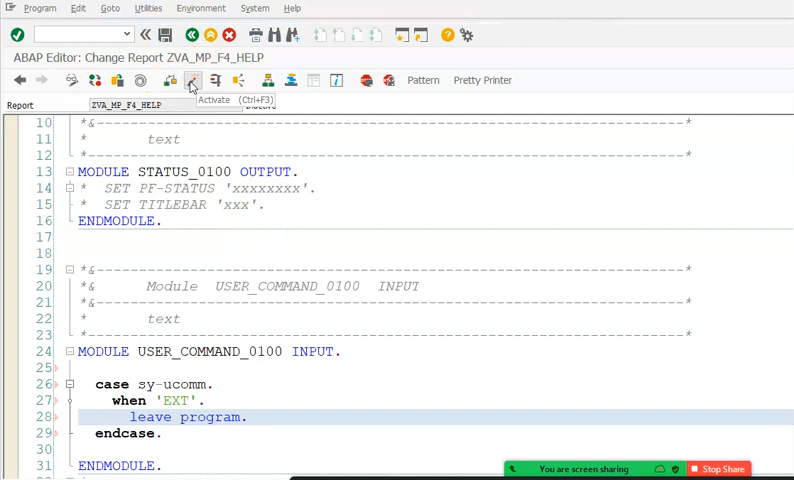 Program Edit Goto Utilities Environment System Help
ABAP Editor: Change Report ZVA_MP_F4_HELP
Pattern Pretty Printer
Activate (Ctrl+F3)
Report ZVA_MP_F4_HELP
10 *&---------------------------------------------------------------------*
11 * text
12 *----------------------------------------------------------------------*
13 MODULE STATUS_0100 OUTPUT.
14 * SET PF-STATUS 'xxxxxxxx'.
15 * SET TITLEBAR 'xxx'.
16 ENDMODULE.
17
18
19 *&---------------------------------------------------------------------*
20 *& Module USER_COMMAND_0100 INPUT
21 *&---------------------------------------------------------------------*
22 * text
23 *----------------------------------------------------------------------*
24 MODULE USER_COMMAND_0100 INPUT.
25
26 case sy-ucomm.
27 when 'EXT'.
28 leave program.
29 endcase.
30
31 ENDMODULE.
You are screen sharing Stop Share